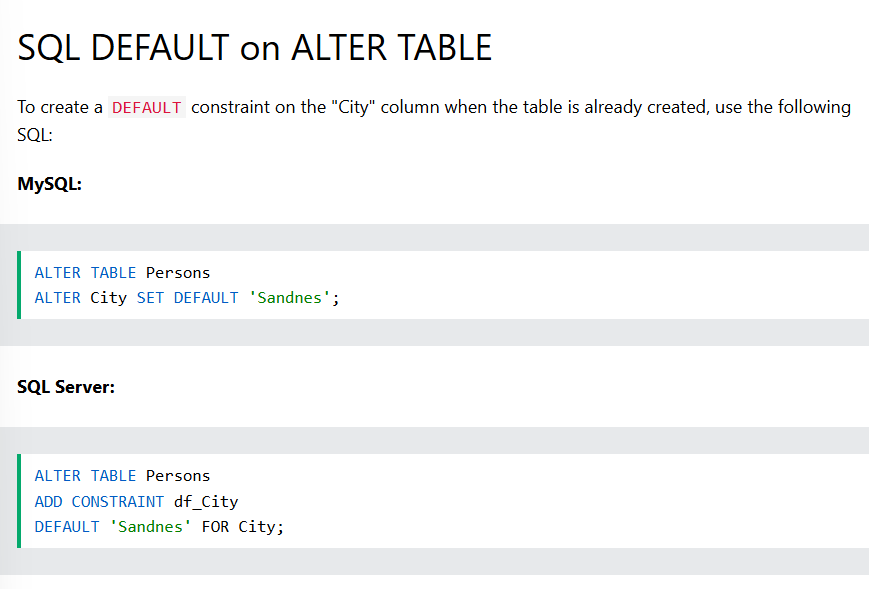 SQL DEFAULT on ALTER TABLE
To create a DEFAULT constraint on the "City" column when the table is already created, use the following
SQL:
MySQL:
ALTER TABLE Persons
ALTER City SET DEFAULT 'Sandnes';
SQL Server:
ALTER TABLE Persons
ADD CONSTRAINT df_City
DEFAULT 'Sandnes' FOR City;